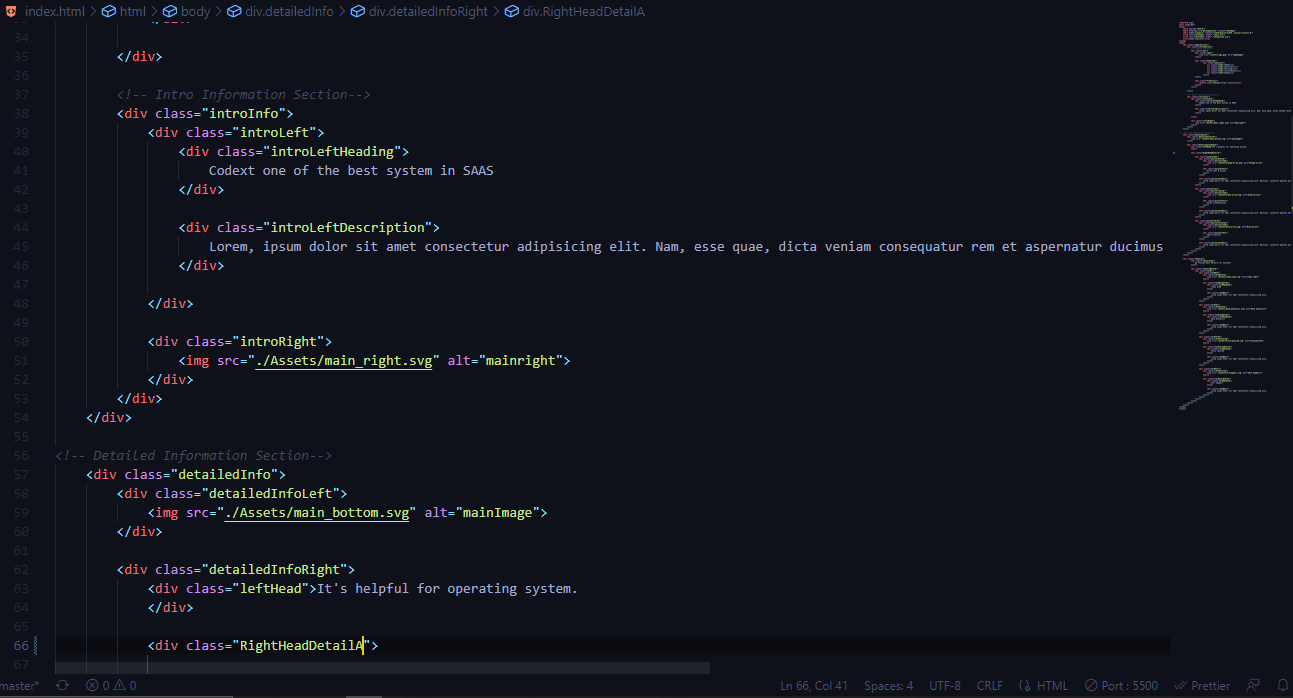 index.html > html > body > div.detailedInfo > div.detailedInfoRight > div.RightHeadDetailA
34
35 </div>
36
37 <!-- Intro Information Section-->
38 <div class="introInfo">
39 <div class="introLeft">
40 <div class="introLeftHeading">
41 Codext one of the best system in SAAS
42 </div>
43
44 <div class="introLeftDescription">
45 Lorem, ipsum dolor sit amet consectetur adipisicing elit. Nam, esse quae, dicta veniam consequatur rem et aspernatur ducimus
46 </div>
47
48 </div>
49
50 <div class="introRight">
51 <img src="./Assets/main_right.svg" alt="mainright">
52 </div>
53 </div>
54 </div>
55
56 <!-- Detailed Information Section-->
57 <div class="detailedInfo">
58 <div class="detailedInfoLeft">
59 <img src="./Assets/main_bottom.svg" alt="mainImage">
60 </div>
61
62 <div class="detailedInfoRight">
63 <div class="leftHead">It's helpful for operating system.
64 </div>
65
66 <div class="RightHeadDetailA">
67
master* 0 0 Ln 66, Col 41 Spaces: 4 UTF-8 CRLF HTML Port : 5500 Prettier